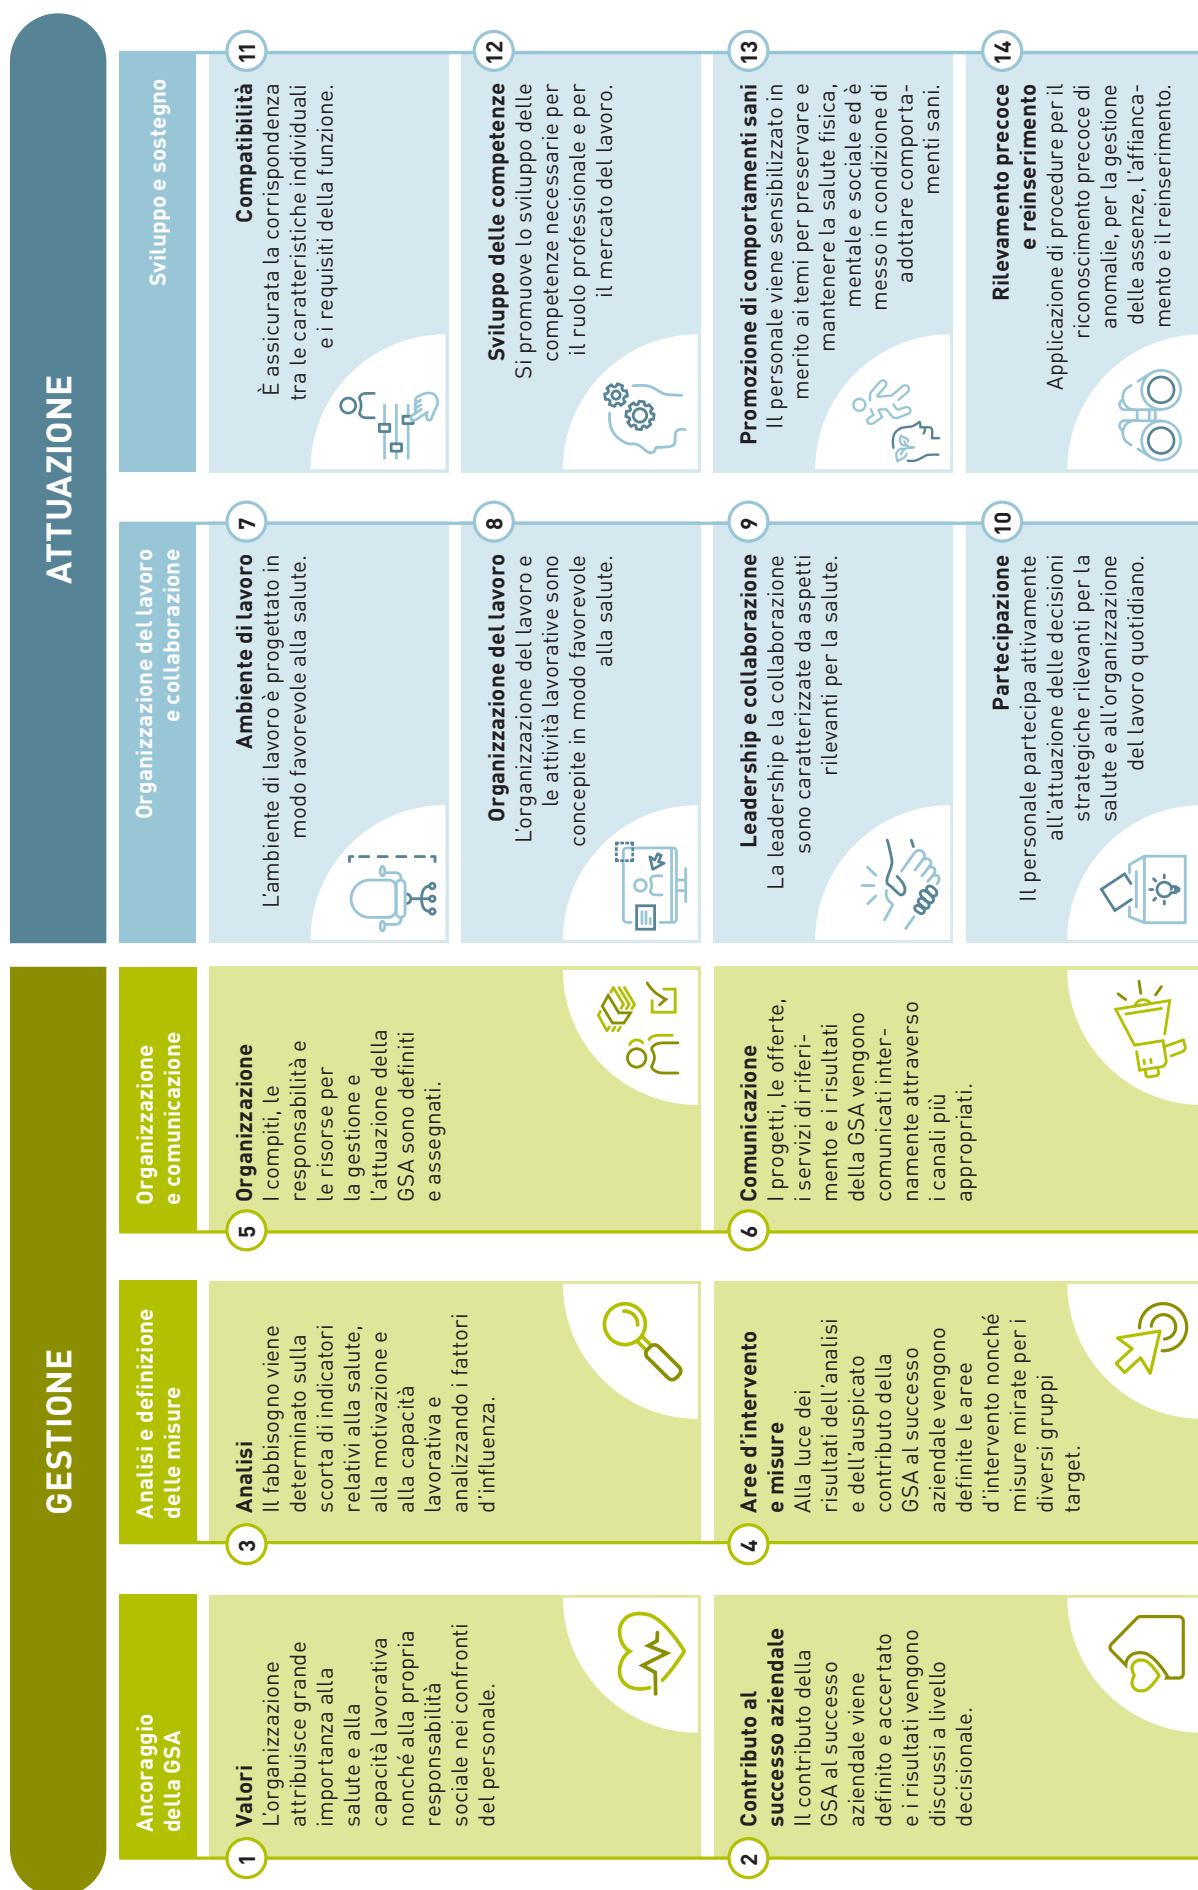 GESTIONE
ATTUAZIONE
Ancoraggio
della GSA
1
Valori
L'organizzazione
attribuisce grande
importanza alla
salute e alla
capacità lavorativa
nonché alla propria
responsabilità
sociale nei confronti
del personale.
2
Contributo al
successo aziendale
Il contributo della
GSA al successo
aziendale viene
definito e accertato
e i risultati vengono
discussi a livello
decisionale.
Analisi e definizione
delle misure
3
Analisi
Il fabbisogno viene
determinato sulla
scorta di indicatori
relativi alla salute,
alla motivazione e
alla capacità
lavorativa e
analizzando i fattori
d'influenza.
4
Aree d'intervento
e misure
Alla luce dei
risultati dell'analisi
e dell'auspicato
contributo della
GSA al successo
aziendale vengono
definite le aree
d'intervento nonché
misure mirate per i
diversi gruppi
target.
Organizzazione
e comunicazione
5
Organizzazione
I compiti, le
responsabilità e
le risorse per
la gestione e
l'attuazione della
GSA sono definiti
e assegnati.
6
Comunicazione
I progetti, le offerte,
i servizi di riferi-
mento e i risultati
della GSA vengono
comunicati inter-
namente attraverso
i canali più
appropriati.
Organizzazione del lavoro
e collaborazione
7
Ambiente di lavoro
L'ambiente di lavoro è progettato in
modo favorevole alla salute.
8
Organizzazione del lavoro
L'organizzazione del lavoro e
le attività lavorative sono
concepite in modo favorevole
alla salute.
9
Leadership e collaborazione
La leadership e la collaborazione
sono caratterizzate da aspetti
rilevanti per la salute.
10
Partecipazione
Il personale partecipa attivamente
all'attuazione delle decisioni
strategiche rilevanti per la
salute e all'organizzazione
del lavoro quotidiano.
Sviluppo e sostegno
11
Compatibilità
È assicurata la corrispondenza
tra le caratteristiche individuali
e i requisiti della funzione.
12
Sviluppo delle competenze
Si promuove lo sviluppo delle
competenze necessarie per
il ruolo professionale e per
il mercato del lavoro.
13
Promozione di comportamenti sani
Il personale viene sensibilizzato in
merito ai temi per preservare e
mantenere la salute fisica,
mentale e sociale ed è
messo in condizione di
adottare comporta-
menti sani.
14
Rilevamento precoce
e reinserimento
Applicazione di procedure per il
riconoscimento precoce di
anomalie, per la gestione
delle assenze, l'affianca-
mento e il reinserimento.